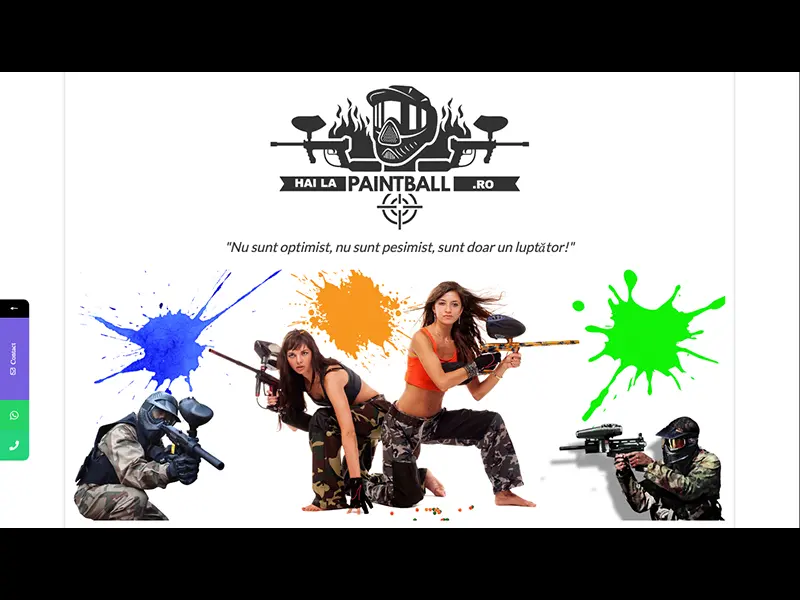 HAI LA PAINTBALL .RO
"Nu sunt optimist, nu sunt pesimist, sunt doar un luptător!"
Contact